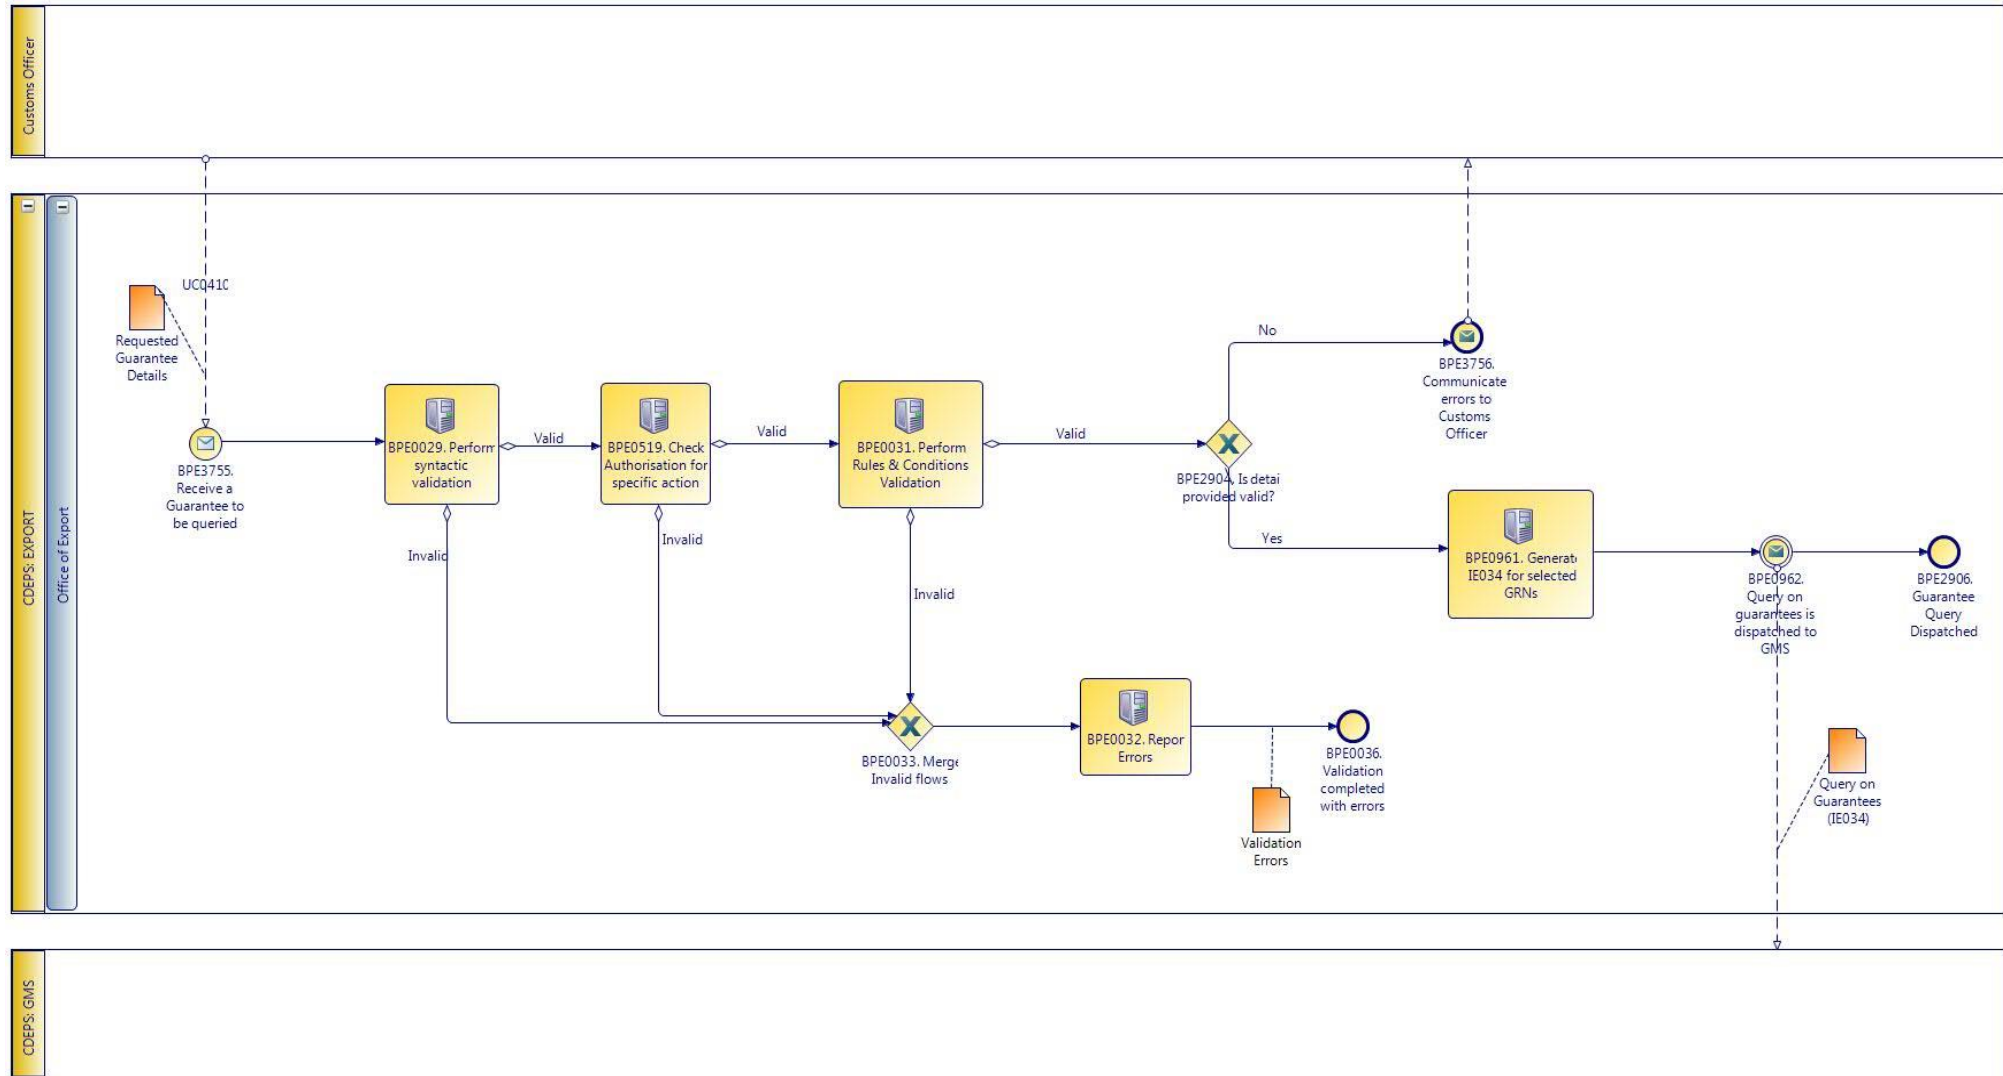 Customs Officer
CDEPS: EXPORT
Office of Export
UC0410
Requested
Guarantee
Details
BPE3755.
Receive a
Guarantee to
be queried
BPE0029. Perform
syntactic
validation
Valid
Invalid
BPE0519. Check
Authorisation for
specific action
Valid
Invalid
BPE0031. Perform
Rules & Conditions
Validation
Valid
Invalid
BPE2904. Is detai
provided valid?
No
BPE3756.
Communicate
errors to
Customs
Officer
Yes
BPE0961. Generate
IE034 for selected
GRNs
BPE0962.
Query on
guarantees is
dispatched to
GMS
BPE2906.
Guarantee
Query
Dispatched
BPE0033. Merge
Invalid flows
BPE0032. Repor
Errors
BPE0036.
Validation
completed
with errors
Validation
Errors
Query on
Guarantees
(IE034)
CDEPS: GMS